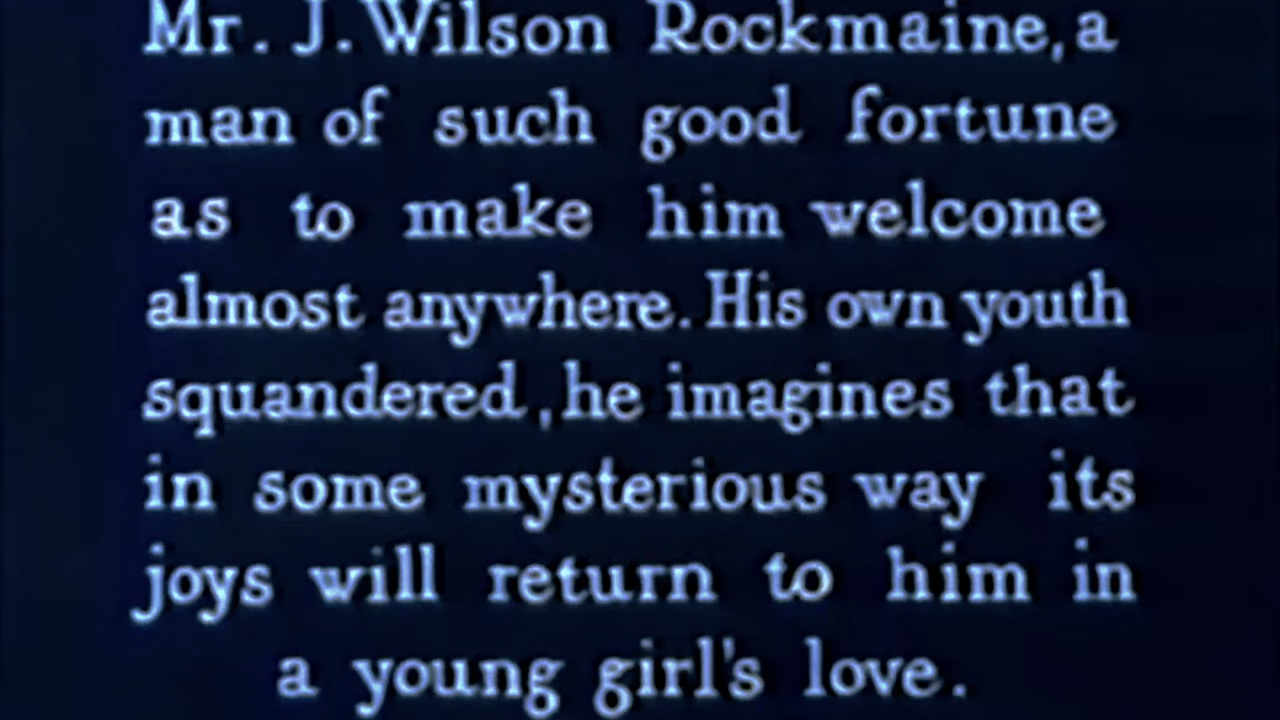 Mr. J. Wilson Rockmaine, a
man of such good fortune
as to make him welcome
almost anywhere. His own youth
squandered, he imagines that
in some mysterious way its
joys will return to him in
a young girl's love.